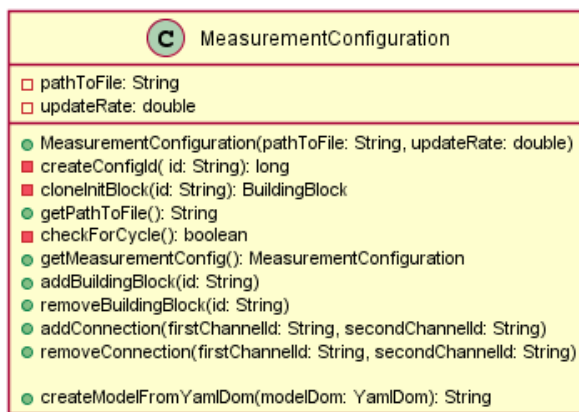 C MeasurementConfiguration
pathToFile: String
updateRate: double
MeasurementConfiguration(pathToFile: String, updateRate: double)
createConfigId( id: String): long
cloneInitBlock(id: String): BuildingBlock
getPathToFile(): String
checkForCycle(): boolean
getMeasurementConfig(): MeasurementConfiguration
addBuildingBlock(id: String)
removeBuildingBlock(id: String)
addConnection(firstChannelId: String, secondChannelId: String)
removeConnection(firstChannelId: String, secondChannelId: String)
createModelFromYamlDom(modelDom: YamlDom): String